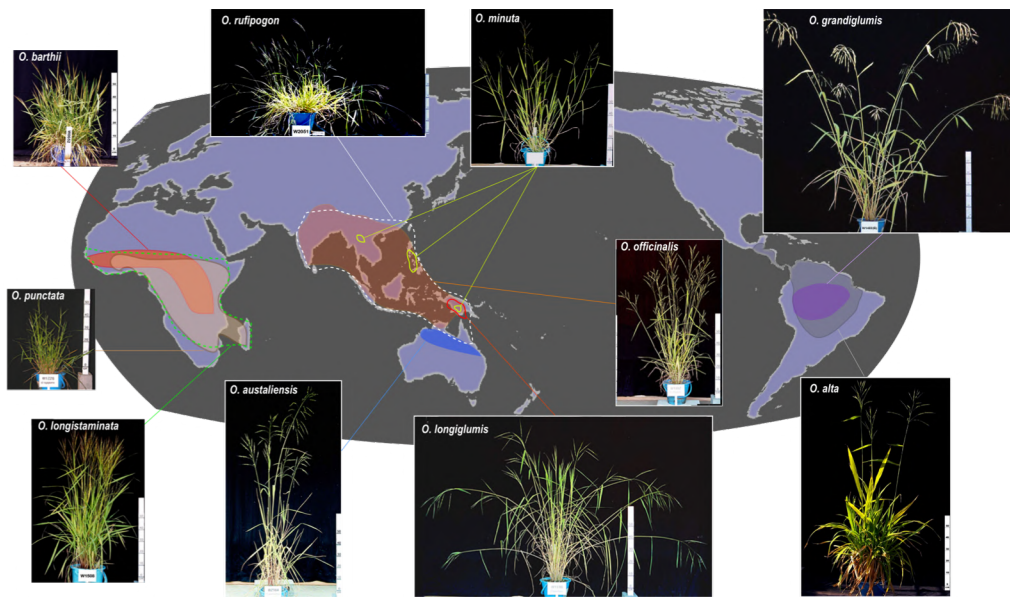 O. rufipogon
O. minuta
O. grandiglumis
O. barthii
W2051
O. officinalis
O. punctata
O. austaliensis
O. alta
O. longistaminata
O. longiglumis
W1508